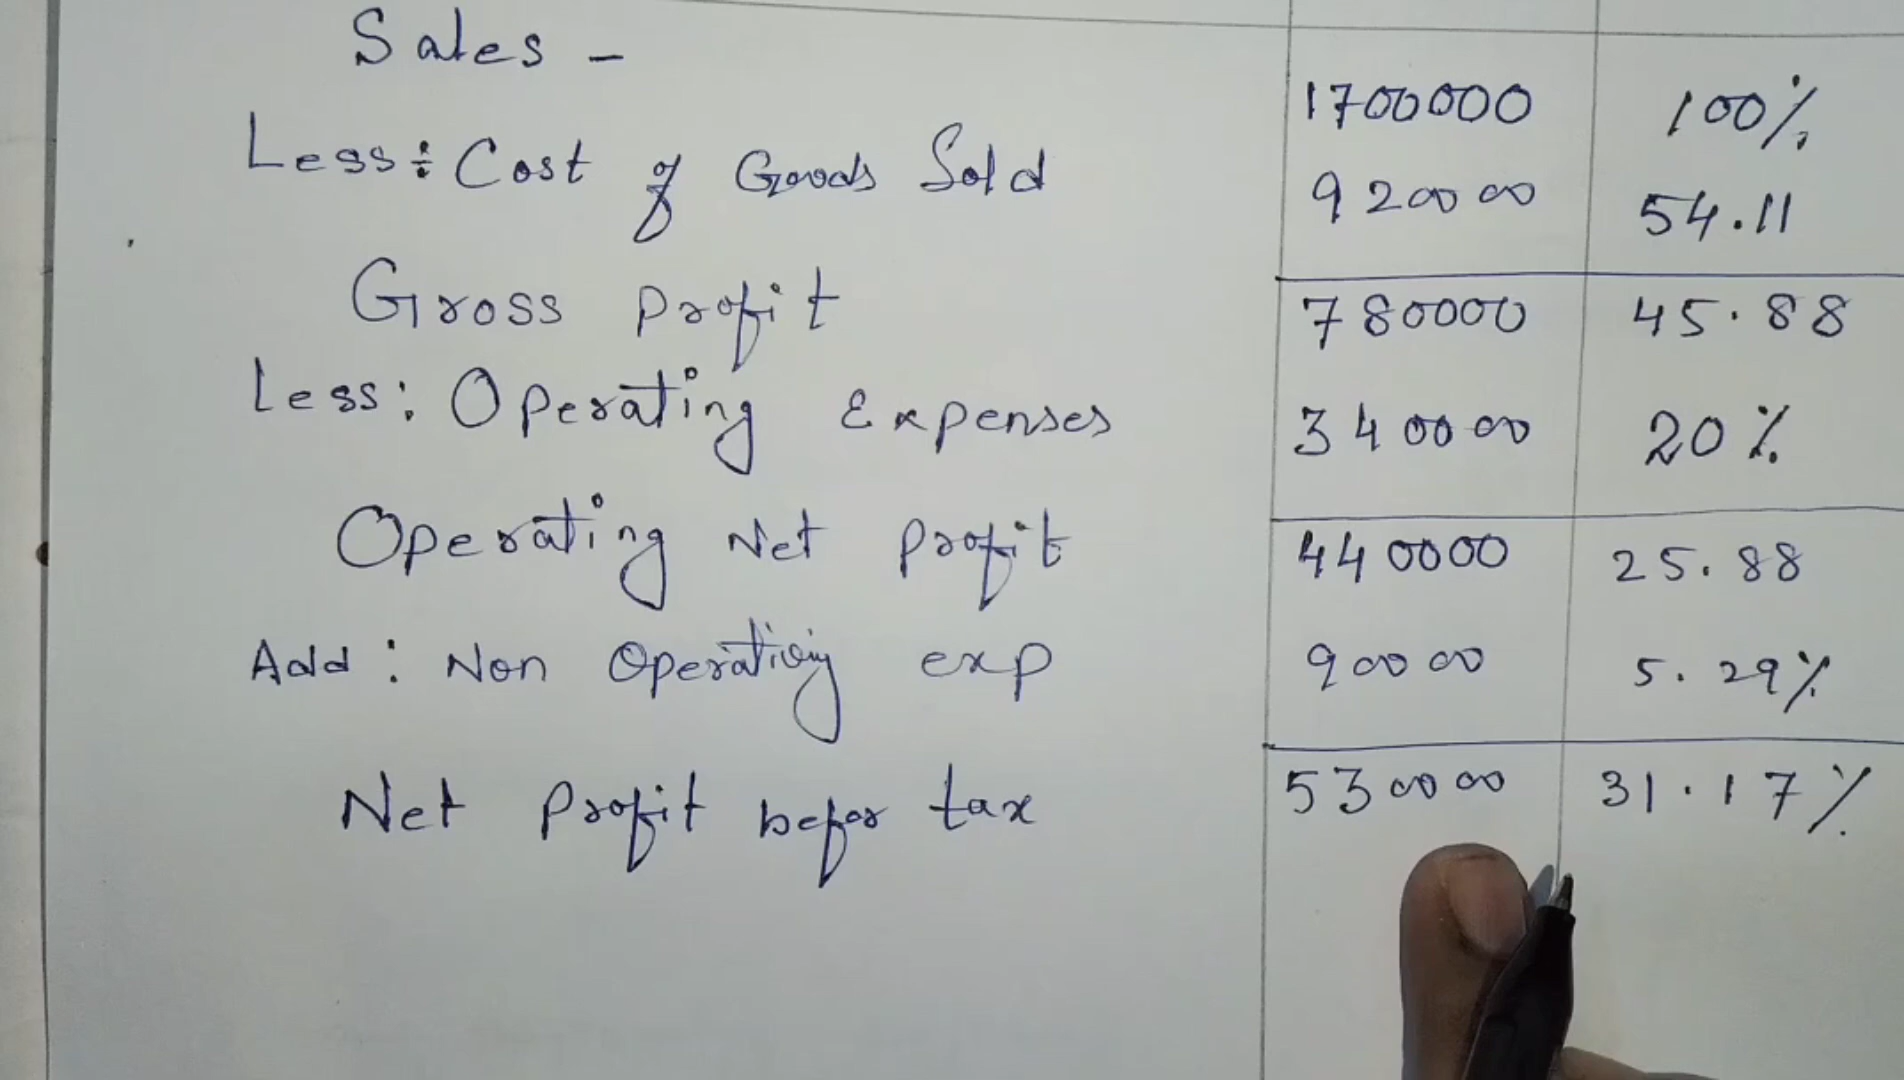 Sales -
1700000 100%
Less: Cost of Goods Sold 920000 54.11
Gross Profit 780000 45.88
Less: Operating Expenses 340000 20%
Operating Net Profit 440000 25.88
Add: Non Operating exp 90000 5.29%
Net Profit befor tax 530000 31.17%